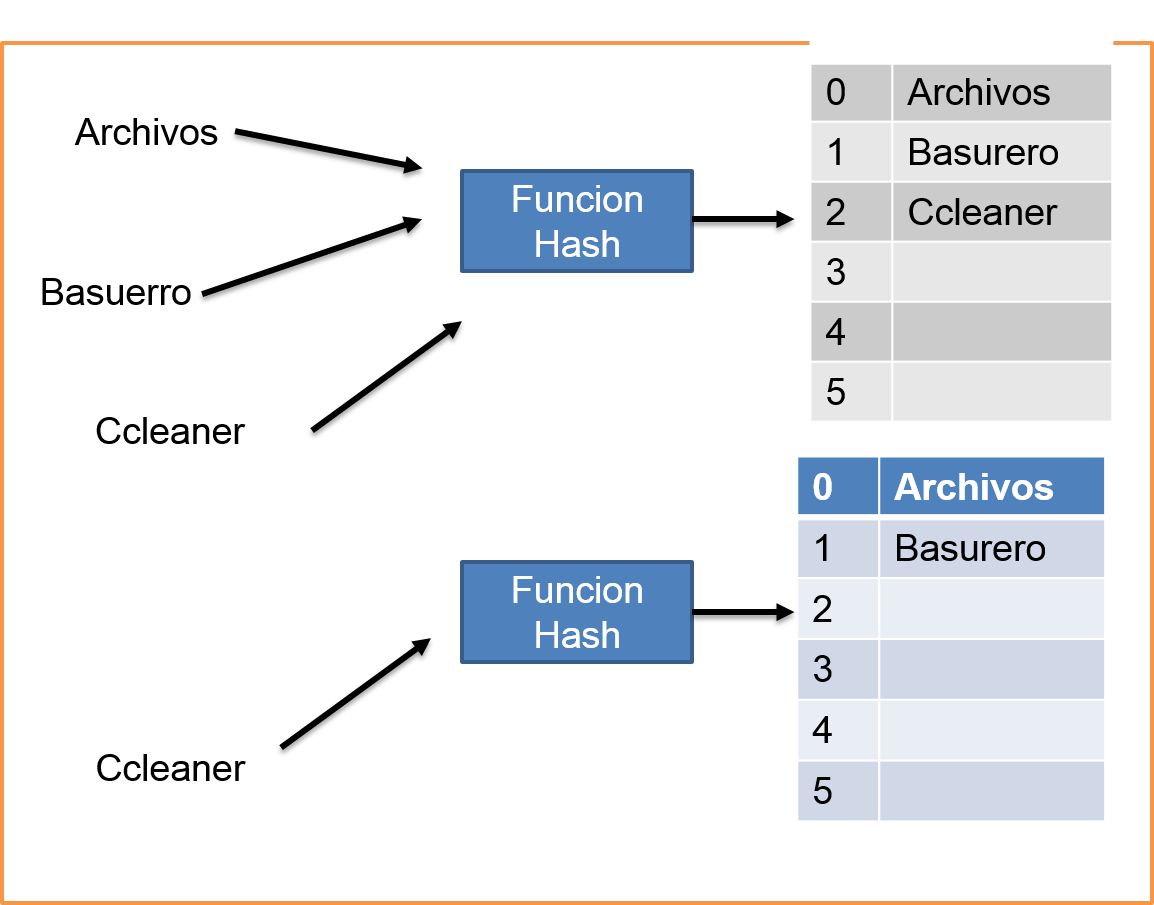 Archivos
Basuerro
Ccleaner
Funcion
Hash
0 Archivos
1 Basurero
2 Ccleaner
3
4
5
Ccleaner
Funcion
Hash
0 Archivos
1 Basurero
2
3
4
5